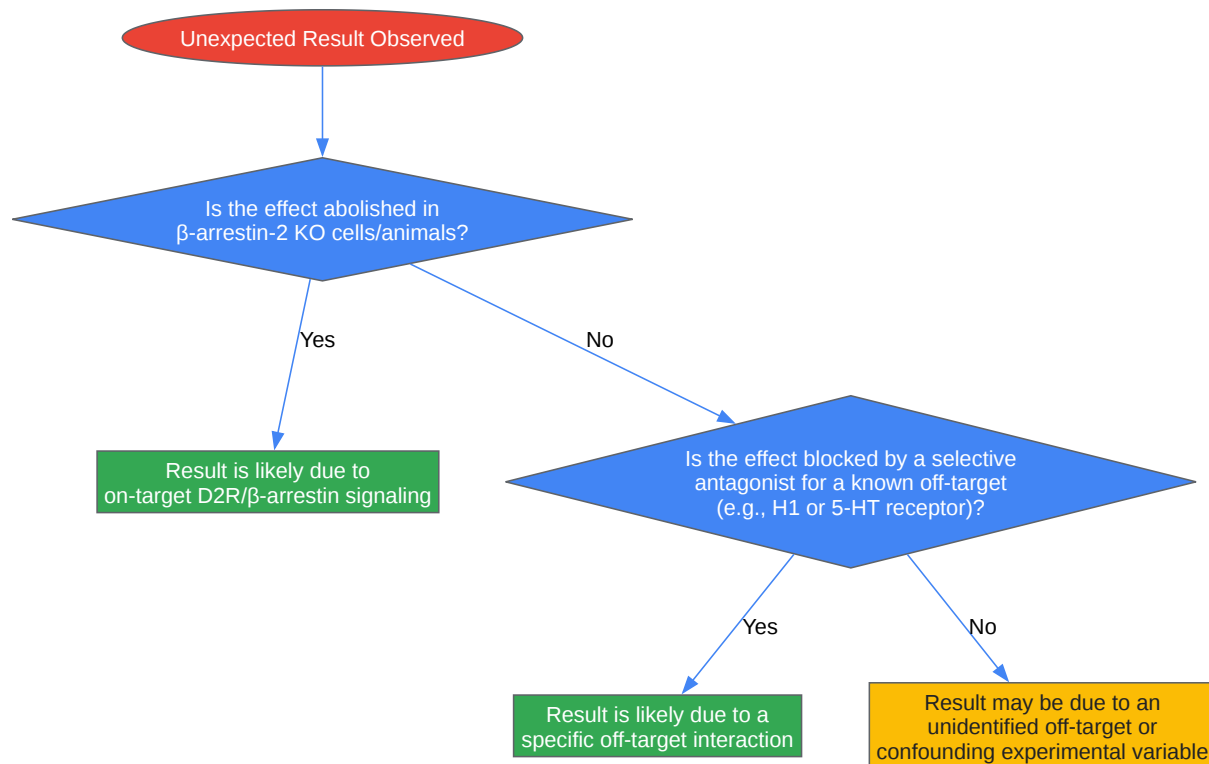 Unexpected Result Observed
Is the effect abolished in
β-arrestin-2 KO cells/animals?
Yes
No
Result is likely due to
on-target D2R/β-arrestin signaling
Is the effect blocked by a selective
antagonist for a known off-target
(e.g., H1 or 5-HT receptor)?
Yes
No
Result is likely due to a
specific off-target interaction
Result may be due to an
unidentified off-target or
confounding experimental variable